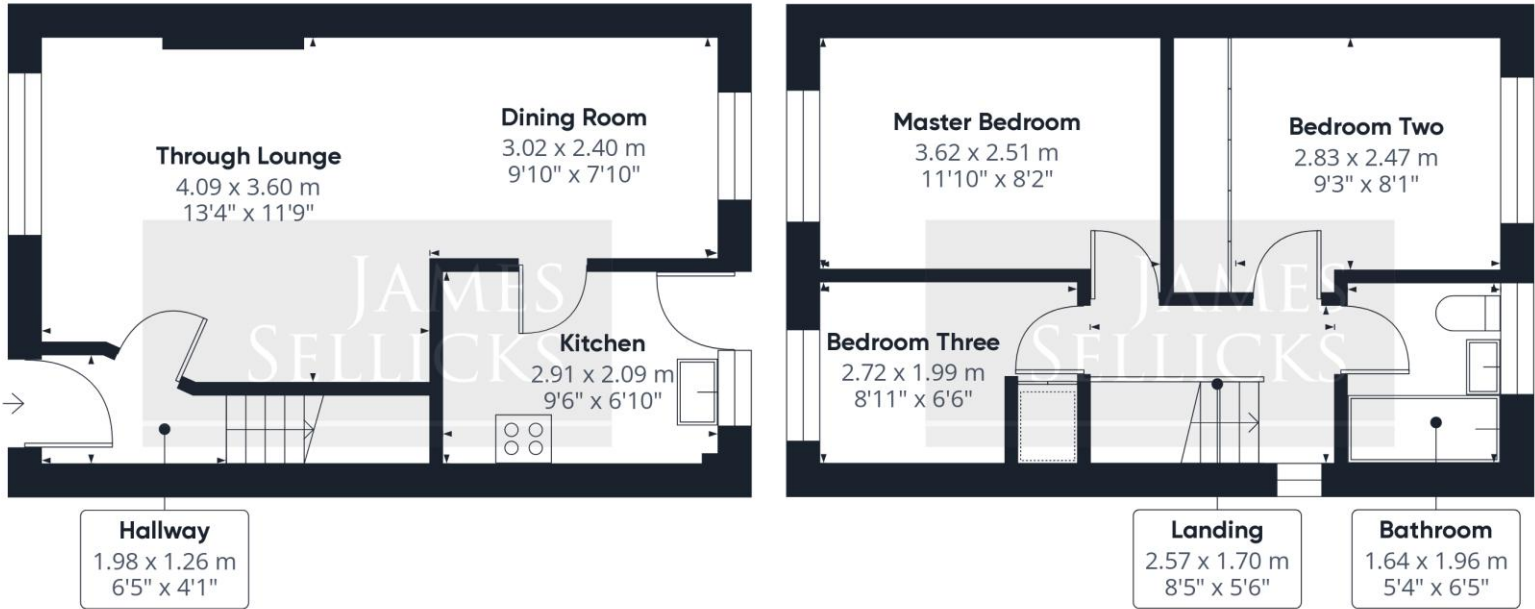 Through Lounge
4.09 x 3.60 m
13'4" x 11'9"
Dining Room
3.02 x 2.40 m
9'10" x 7'10"
Kitchen
2.91 x 2.09 m
9'6" x 6'10"
Hallway
1.98 x 1.26 m
6'5" x 4'1"
JAMES
SELLICKS
Master Bedroom
3.62 x 2.51 m
11'10" x 8'2"
Bedroom Two
2.83 x 2.47 m
9'3" x 8'1"
Bedroom Three
2.72 x 1.99 m
8'11" x 6'6"
Landing
2.57 x 1.70 m
8'5" x 5'6"
Bathroom
1.64 x 1.96 m
5'4" x 6'5"
JAMES
SELLICKS